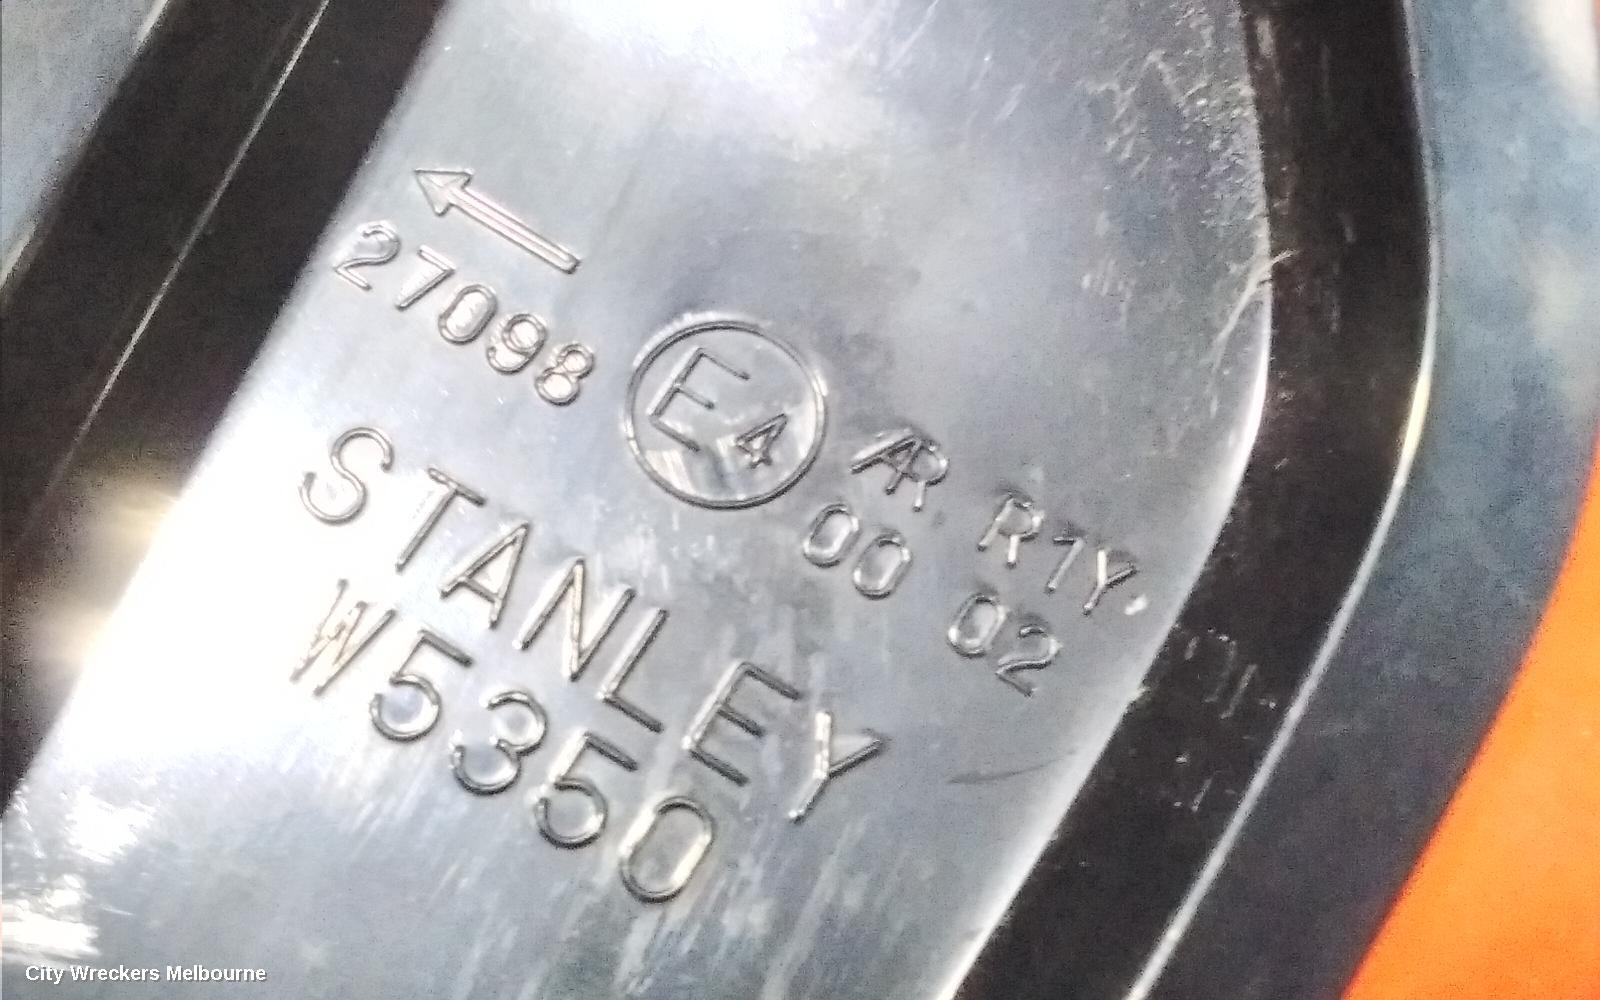 27098
E4
AR R1Y
00 02
STANLEY
W5350
City Wreckers Melbourne